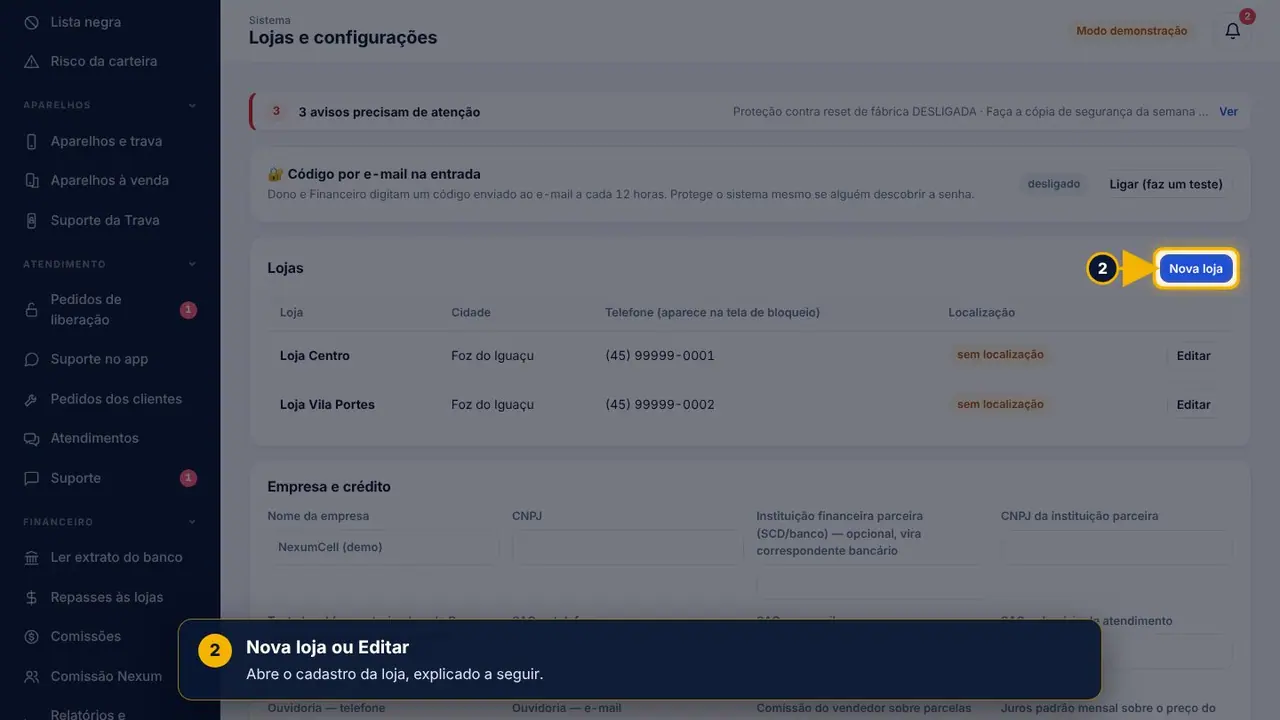 Lista negra
Risco da carteira
APARELHOS
Aparelhos e trava
Aparelhos à venda
Suporte da Trava
ATENDIMENTO
Pedidos de
liberação
1
Suporte no app
Pedidos dos clientes
Atendimentos
Suporte
1
FINANCEIRO
Ler extrato do banco
Repasses às lojas
Comissões
Comissão Nexum
Relatórios e
Sistema
Lojas e configurações
Modo demonstração
2
3
3 avisos precisam de atenção
Proteção contra reset de fábrica DESLIGADA · Faça a cópia de segurança da semana ...
Ver
🔐 Código por e-mail na entrada
Dono e Financeiro digitam um código enviado ao e-mail a cada 12 horas. Protege o sistema mesmo se alguém descobrir a senha.
desligado
Ligar (faz um teste)
Lojas
2
Nova loja
Loja Cidade Telefone (aparece na tela de bloqueio) Localização
Loja Centro Foz do Iguaçu (45) 99999-0001 sem localização Editar
Loja Vila Portes Foz do Iguaçu (45) 99999-0002 sem localização Editar
Empresa e crédito
Nome da empresa
NexumCell (demo)
CNPJ
Instituição financeira parceira
(SCD/banco) — opcional, vira
correspondente bancário
CNPJ da instituição parceira
atendimento
2
Nova loja ou Editar
Abre o cadastro da loja, explicado a seguir.
Ouvidoria — telefone
Ouvidoria — e-mail
Comissão do vendedor sobre parcelas
Juros padrão mensal sobre o preço do